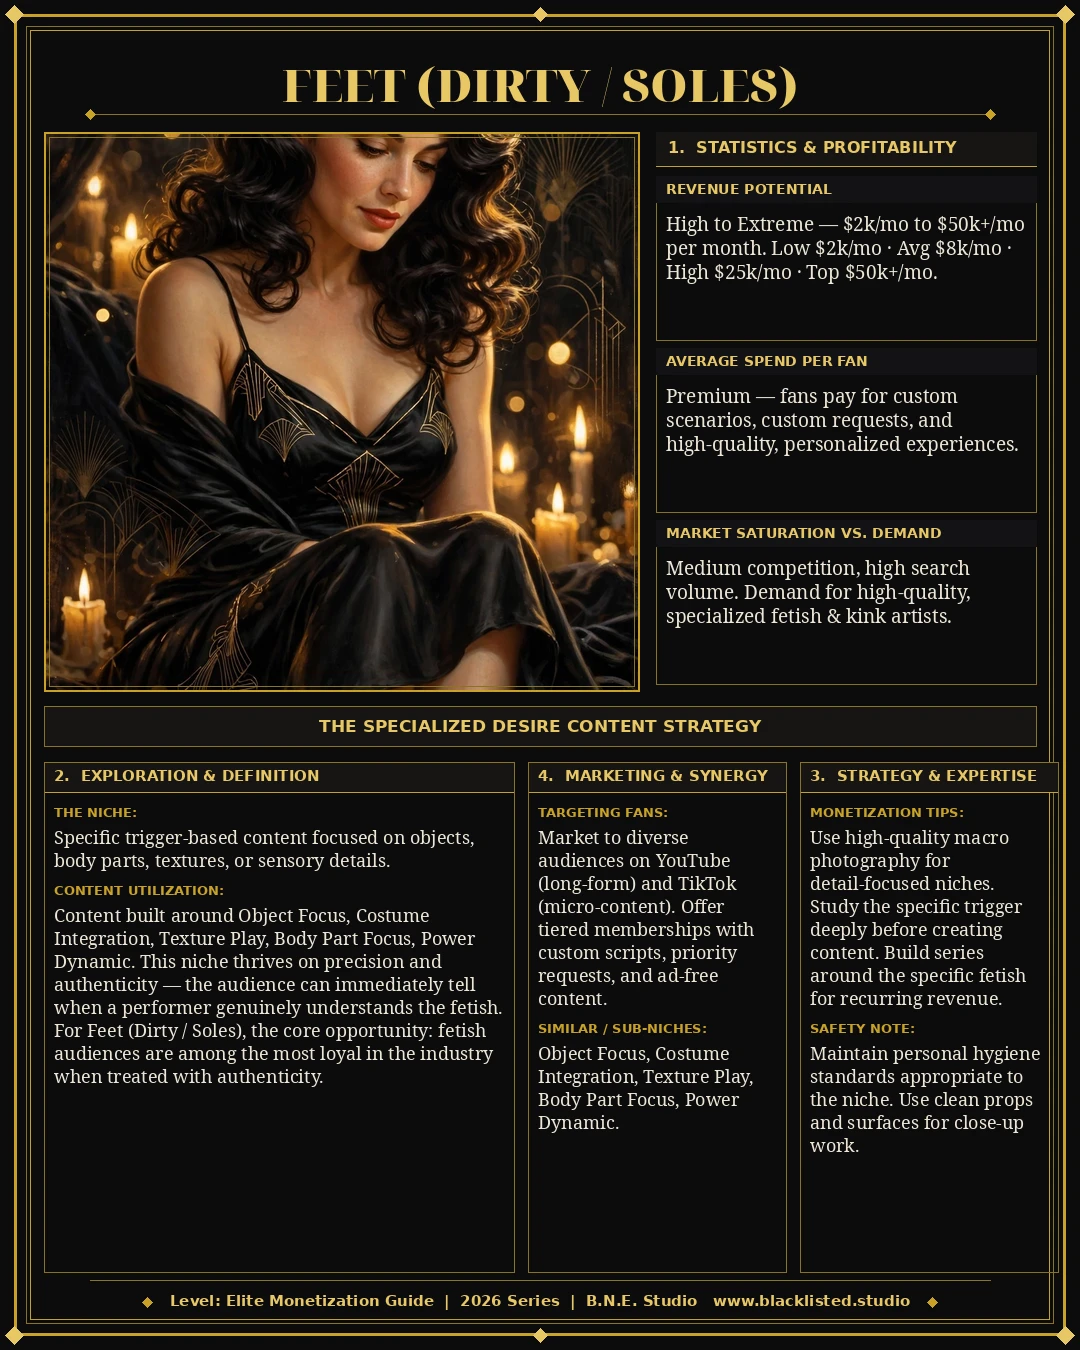 FEET (DIRTY / SOLES)
1. STATISTICS & PROFITABILITY
REVENUE POTENTIAL
High to Extreme — $2k/mo to $50k+/mo
per month. Low $2k/mo · Avg $8k/mo ·
High $25k/mo · Top $50k+/mo.
AVERAGE SPEND PER FAN
Premium — fans pay for custom
scenarios, custom requests, and
high-quality, personalized experiences.
MARKET SATURATION VS. DEMAND
Medium competition, high search
volume. Demand for high-quality,
specialized fetish & kink artists.
THE SPECIALIZED DESIRE CONTENT STRATEGY
2. EXPLORATION & DEFINITION
THE NICHE:
Specific trigger-based content focused on objects,
body parts, textures, or sensory details.
CONTENT UTILIZATION:
Content built around Object Focus, Costume
Integration, Texture Play, Body Part Focus, Power
Dynamic. This niche thrives on precision and
authenticity — the audience can immediately tell
when a performer genuinely understands the fetish.
For Feet (Dirty / Soles), the core opportunity: fetish
audiences are among the most loyal in the industry
when treated with authenticity.
4. MARKETING & SYNERGY
TARGETING FANS:
Market to diverse
audiences on YouTube
(long-form) and TikTok
(micro-content). Offer
tiered memberships with
custom scripts, priority
requests, and ad-free
content.
SIMILAR / SUB-NICHES:
Object Focus, Costume
Integration, Texture Play,
Body Part Focus, Power
Dynamic.
3. STRATEGY & EXPERTISE
MONETIZATION TIPS:
Use high-quality macro
photography for
detail-focused niches.
Study the specific trigger
deeply before creating
content. Build series
around the specific fetish
for recurring revenue.
SAFETY NOTE:
Maintain personal hygiene
standards appropriate to
the niche. Use clean props
and surfaces for close-up
work.
Level: Elite Monetization Guide | 2026 Series | B.N.E. Studio www.blacklisted.studio